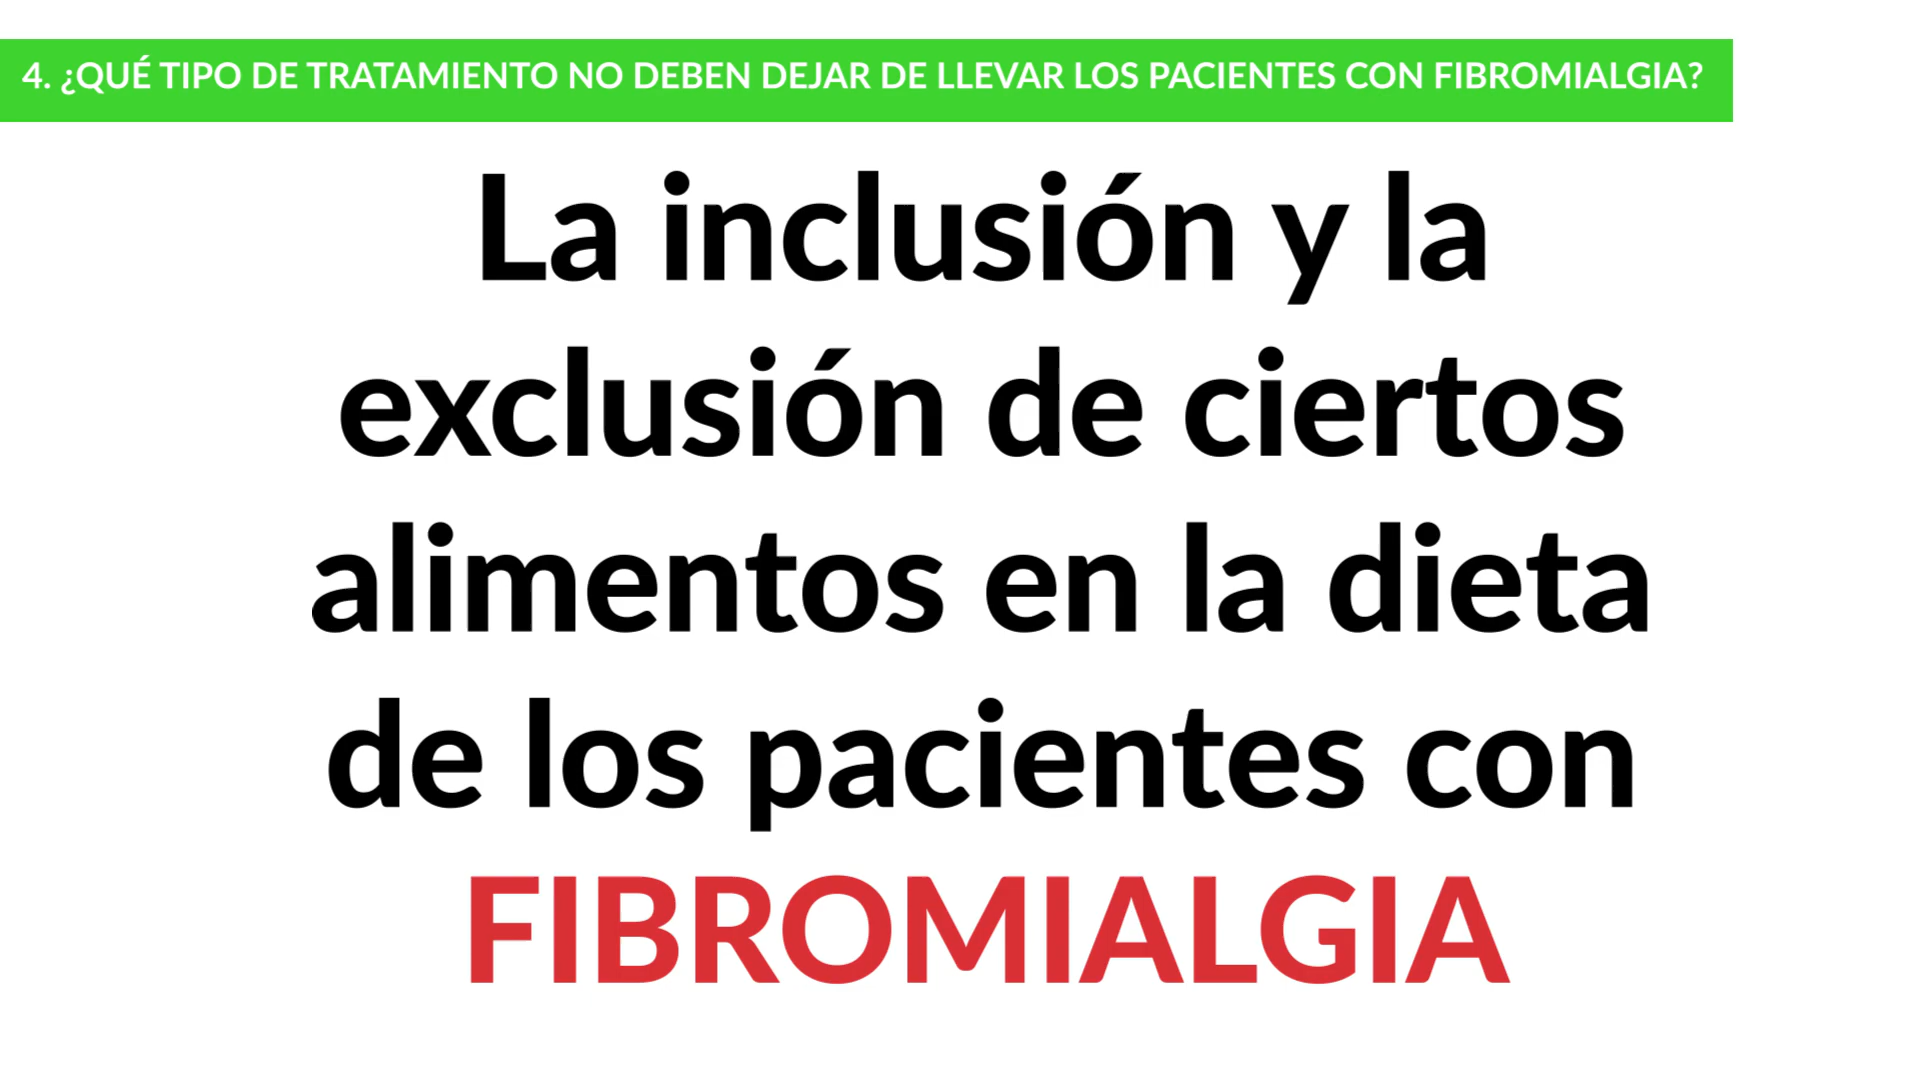 4. ¿QUÉ TIPO DE TRATAMIENTO NO DEBEN DEJAR DE LLEVAR LOS PACIENTES CON FIBROMIALGIA?
La inclusión y la
exclusión de ciertos
alimentos en la dieta
de los pacientes con
FIBROMIALGIA